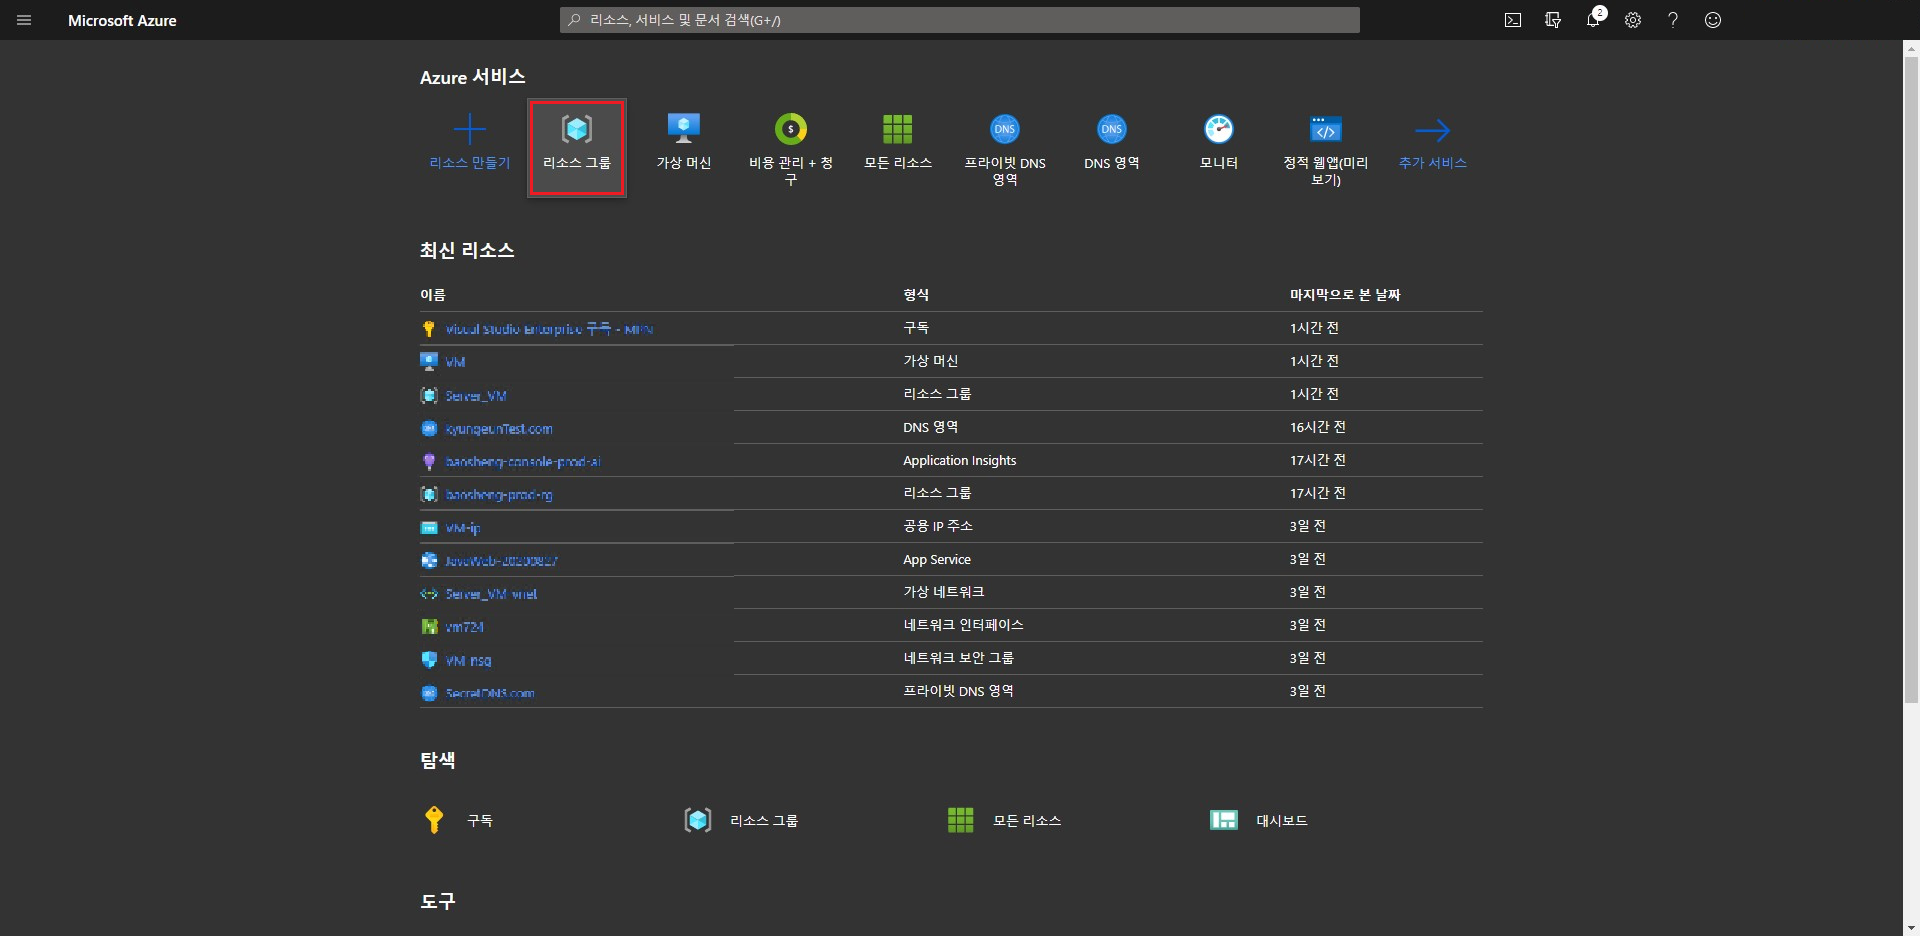 Microsoft Azure
리소스, 서비스 및 문서 검색(G+/)
2
Azure 서비스
리소스 만들기
리소스 그룹
가상 머신
비용 관리 + 청
구
모든 리소스
프라이빗 DNS
영역
DNS 영역
모니터
정적 웹앱(미리
보기)
추가 서비스
최신 리소스
이름 형식 마지막으로 본 날짜
Visual Studio Enterprise 구독 - MPN 구독 1시간 전
VM 가상 머신 1시간 전
Server_VM 리소스 그룹 1시간 전
kyungeunTest.com DNS 영역 16시간 전
baosheng-console-prod-ai Application Insights 17시간 전
baosheng-prod-rg 리소스 그룹 17시간 전
VM-ip 공용 IP 주소 3일 전
JavaWeb-20200827 App Service 3일 전
Server_VM-vnet 가상 네트워크 3일 전
vm724 네트워크 인터페이스 3일 전
VM-nsg 네트워크 보안 그룹 3일 전
SecretDNS.com 프라이빗 DNS 영역 3일 전
탐색
구독
리소스 그룹
모든 리소스
대시보드
도구